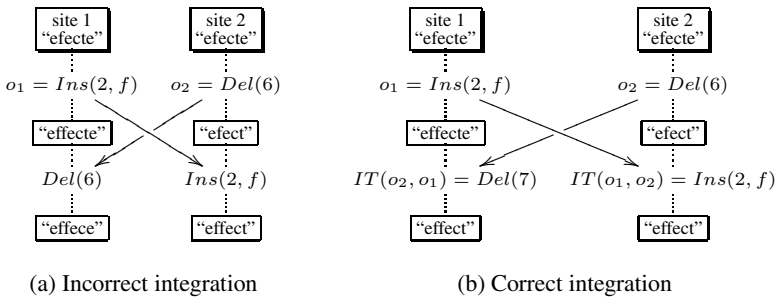 site 1 site 2 site 1 site 2
“efecte” “efecte” “efecte” “efecte”
o₁ = Ins(2, f) o₂ = Del(6) o₁ = Ins(2, f) o₂ = Del(6)
“effecte” “efect” “effecte” “efect”
Del(6) Ins(2, f) IT(o₂, o₁) = Del(7) IT(o₁, o₂) = Ins(2, f)
“effece” “effect” “effect” “effect”
(a) Incorrect integration (b) Correct integration